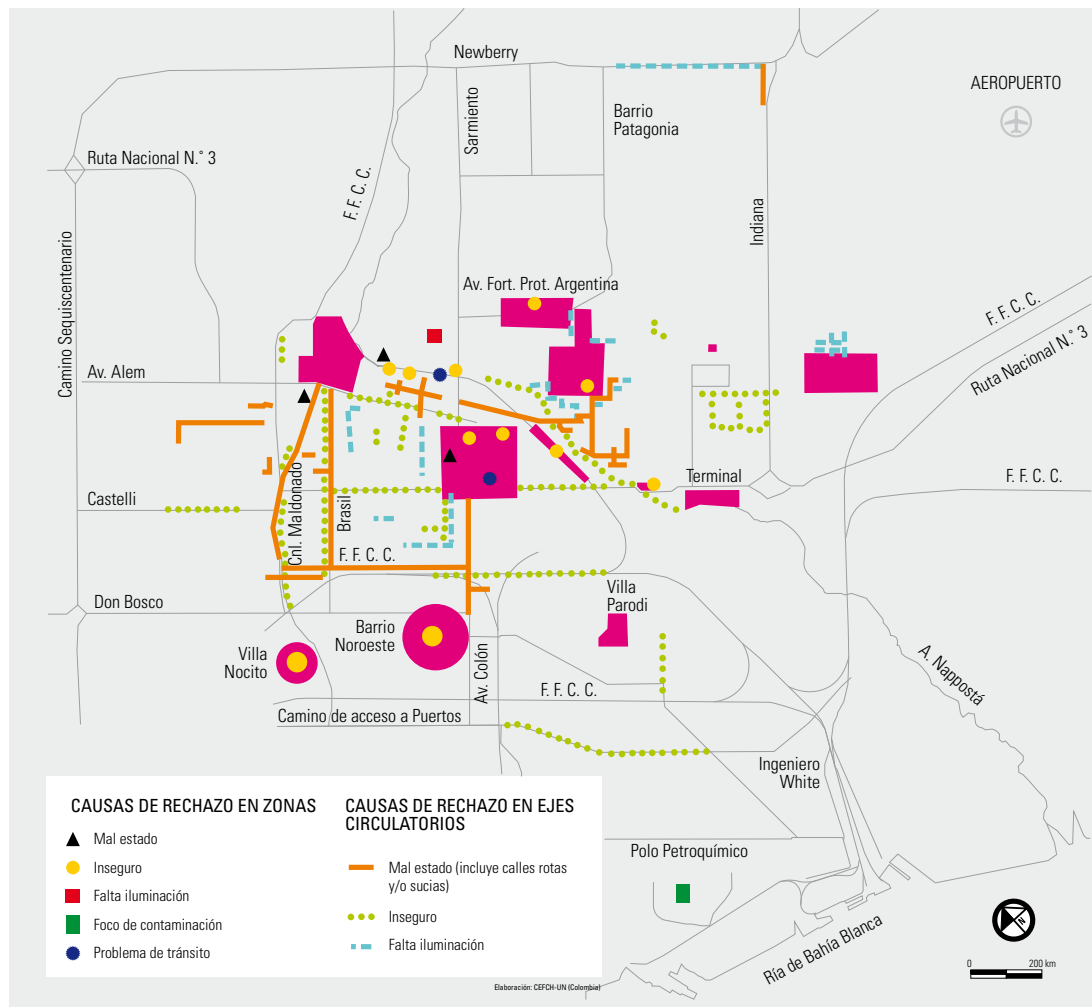 Newberry
AEROPUERTO
Sarmiento
Barrio
Patagonia
Ruta Nacional N.° 3
F. F. C. C.
Camino Sequiscentenario
Indiana
Av. Fort. Prot. Argentina
F. F. C. C.
Ruta Nacional N.° 3
Av. Alem
Castelli
Cnl. Maldonado
Brasil
Terminal
F. F. C. C.
F. F. C. C.
Don Bosco
Barrio
Noroeste
Villa
Parodi
Villa
Nocito
Av. Colón
F. F. C. C.
A. Nappostá
Camino de acceso a Puertos
Ingeniero
White
CAUSAS DE RECHAZO EN ZONAS
Mal estado
Inseguro
Falta iluminación
Foco de contaminación
Problema de tránsito
CAUSAS DE RECHAZO EN EJES
CIRCULATORIOS
Mal estado (incluye calles rotas
y/o sucias)
Inseguro
Falta iluminación
Polo Petroquímico
Ría de Bahía Blanca
N
0 200 km
Elaboración: CEFCH-UN (Colombia)